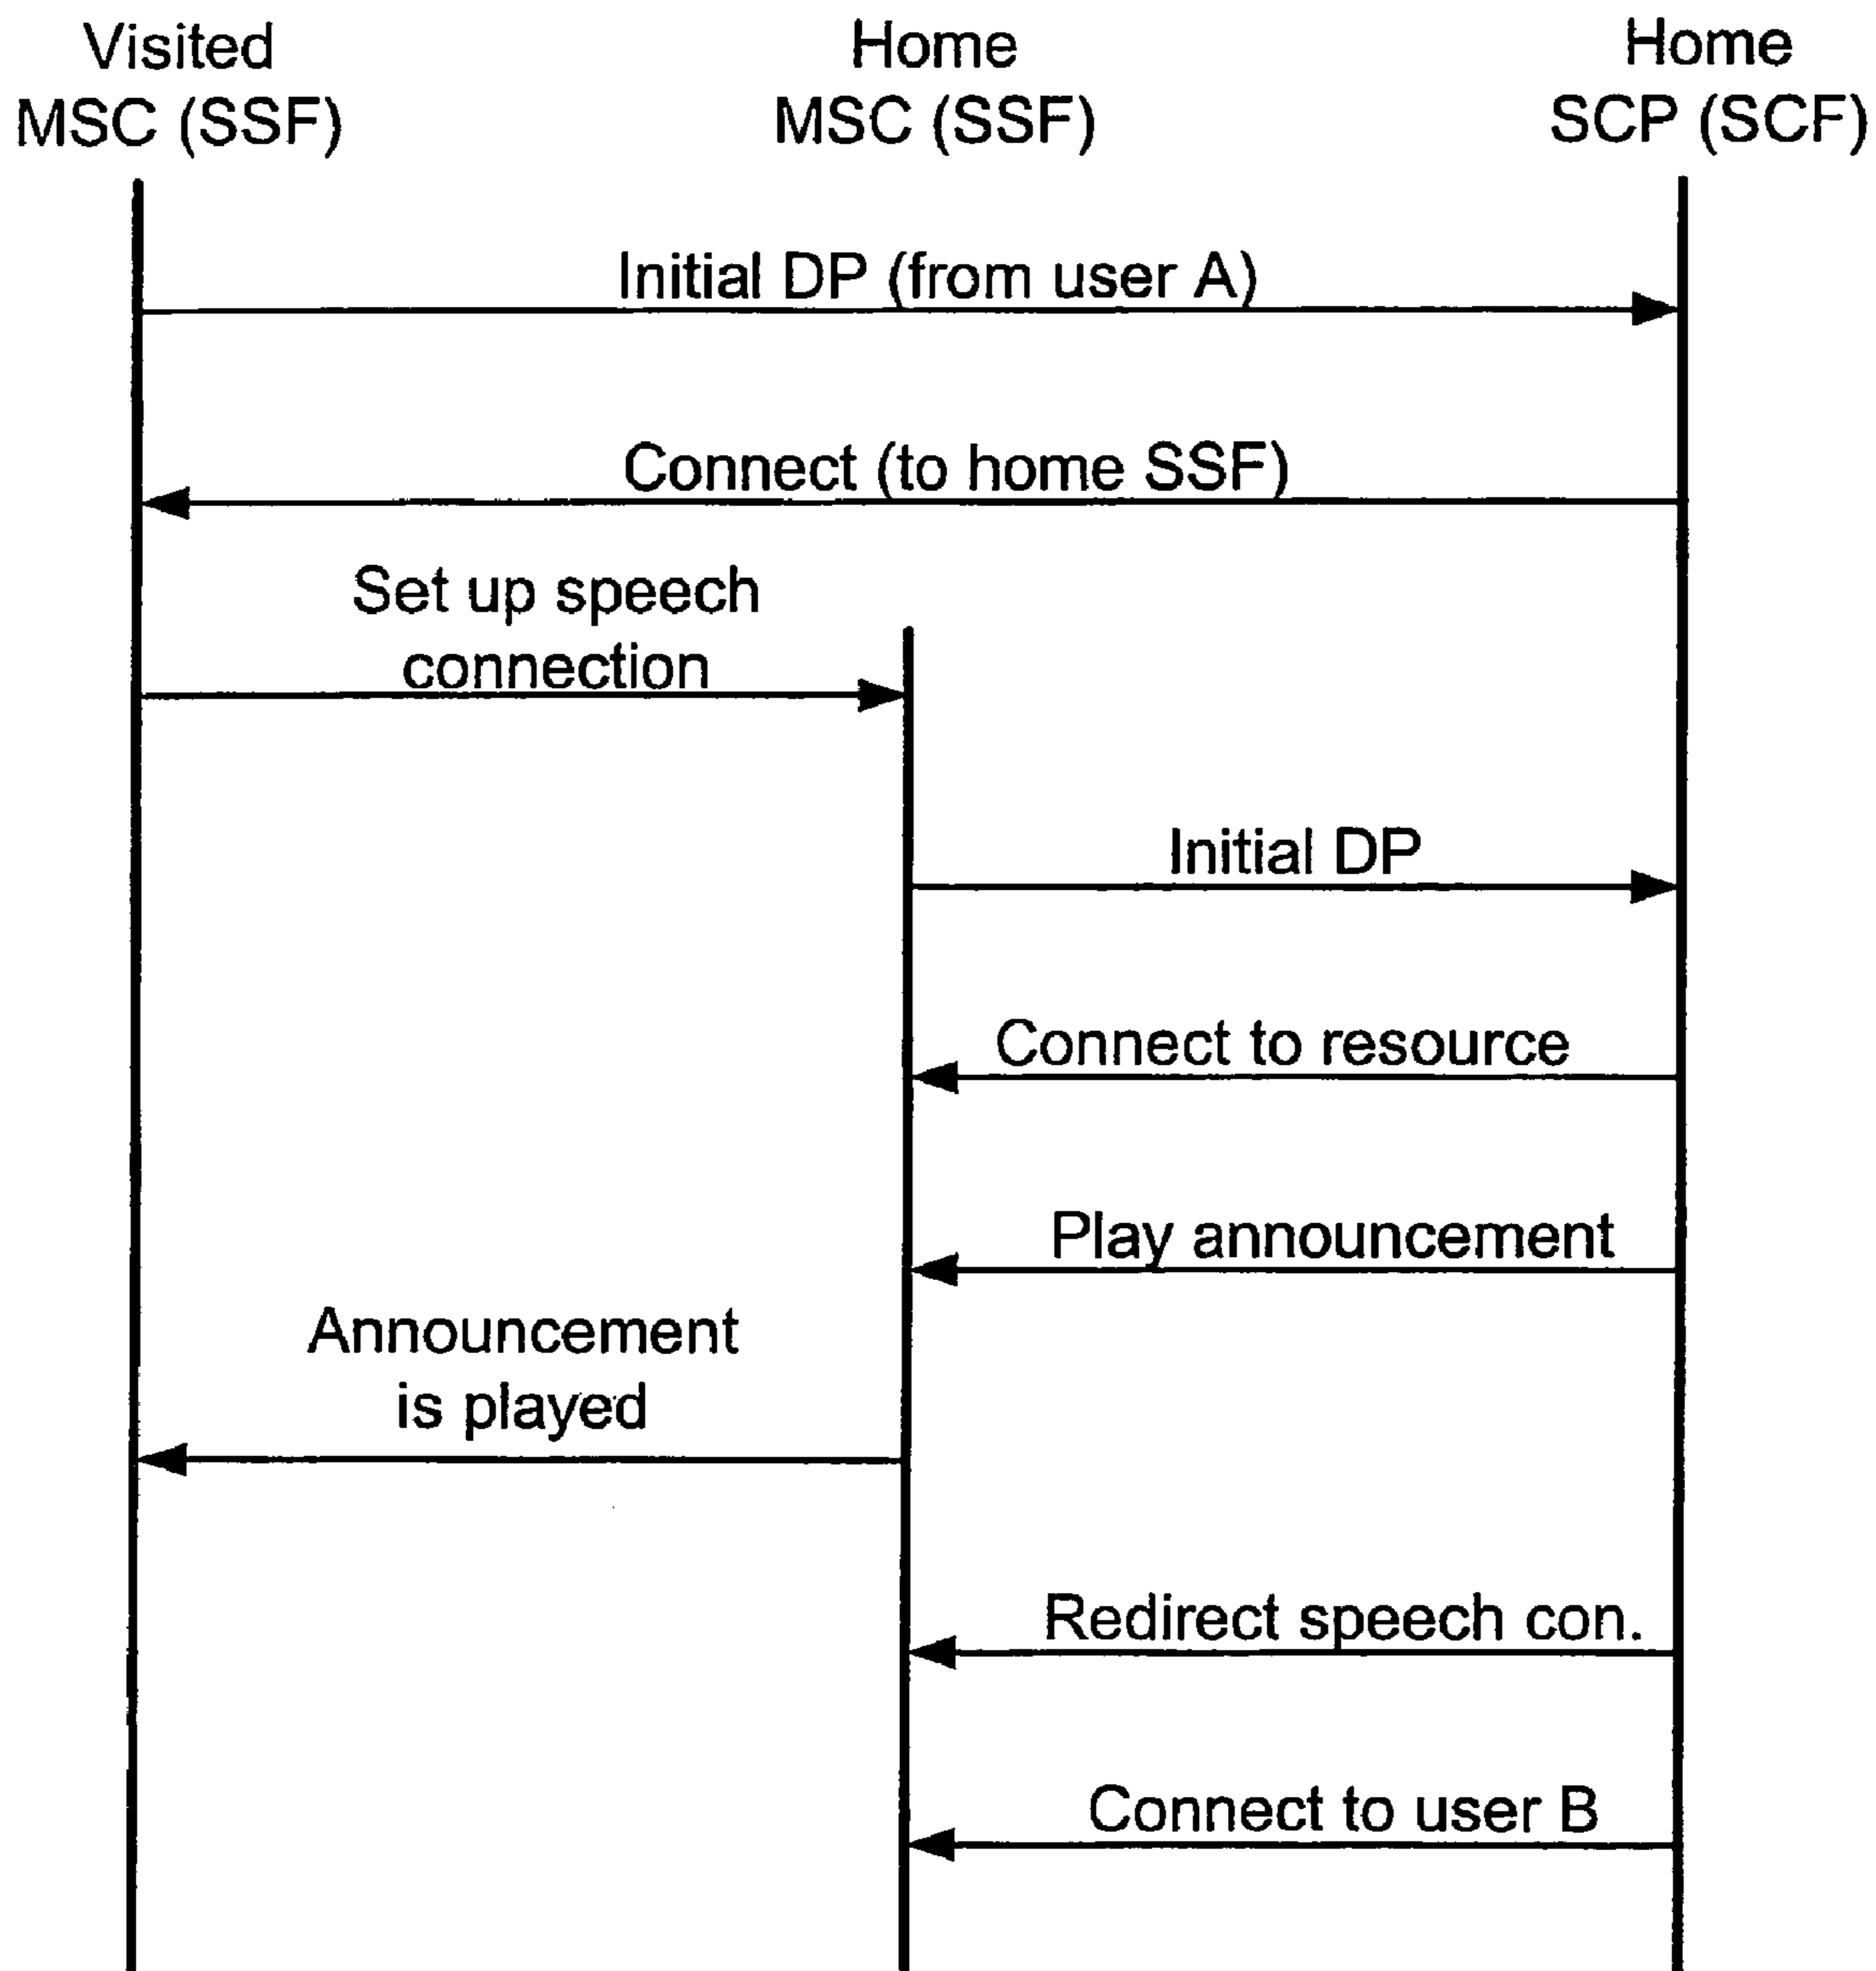 Visited
MSC (SSF)
Home
MSC (SSF)
Home
SCP (SCF)
Initial DP (from user A)
Connect (to home SSF)
Set up speech
connection
Initial DP
Connect to resource
Play announcement
Announcement
is played
Redirect speech con.
Connect to user B